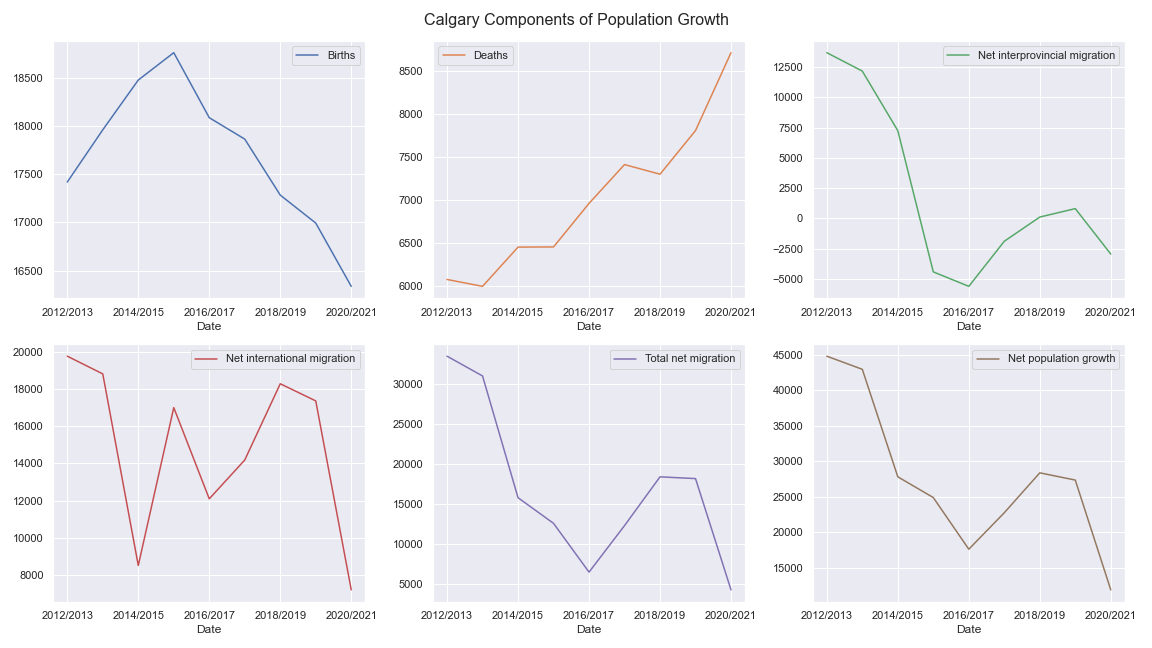 Calgary Components of Population Growth
Births
18500
18000
17500
17000
16500
2012/2013 2014/2015 2016/2017 2018/2019 2020/2021
Date
Deaths
8500
8000
7500
7000
6500
6000
2012/2013 2014/2015 2016/2017 2018/2019 2020/2021
Date
Net interprovincial migration
12500
10000
7500
5000
2500
0
−2500
−5000
2012/2013 2014/2015 2016/2017 2018/2019 2020/2021
Date
Net international migration
20000
18000
16000
14000
12000
10000
8000
2012/2013 2014/2015 2016/2017 2018/2019 2020/2021
Date
Total net migration
30000
25000
20000
15000
10000
5000
2012/2013 2014/2015 2016/2017 2018/2019 2020/2021
Date
Net population growth
45000
40000
35000
30000
25000
20000
15000
2012/2013 2014/2015 2016/2017 2018/2019 2020/2021
Date